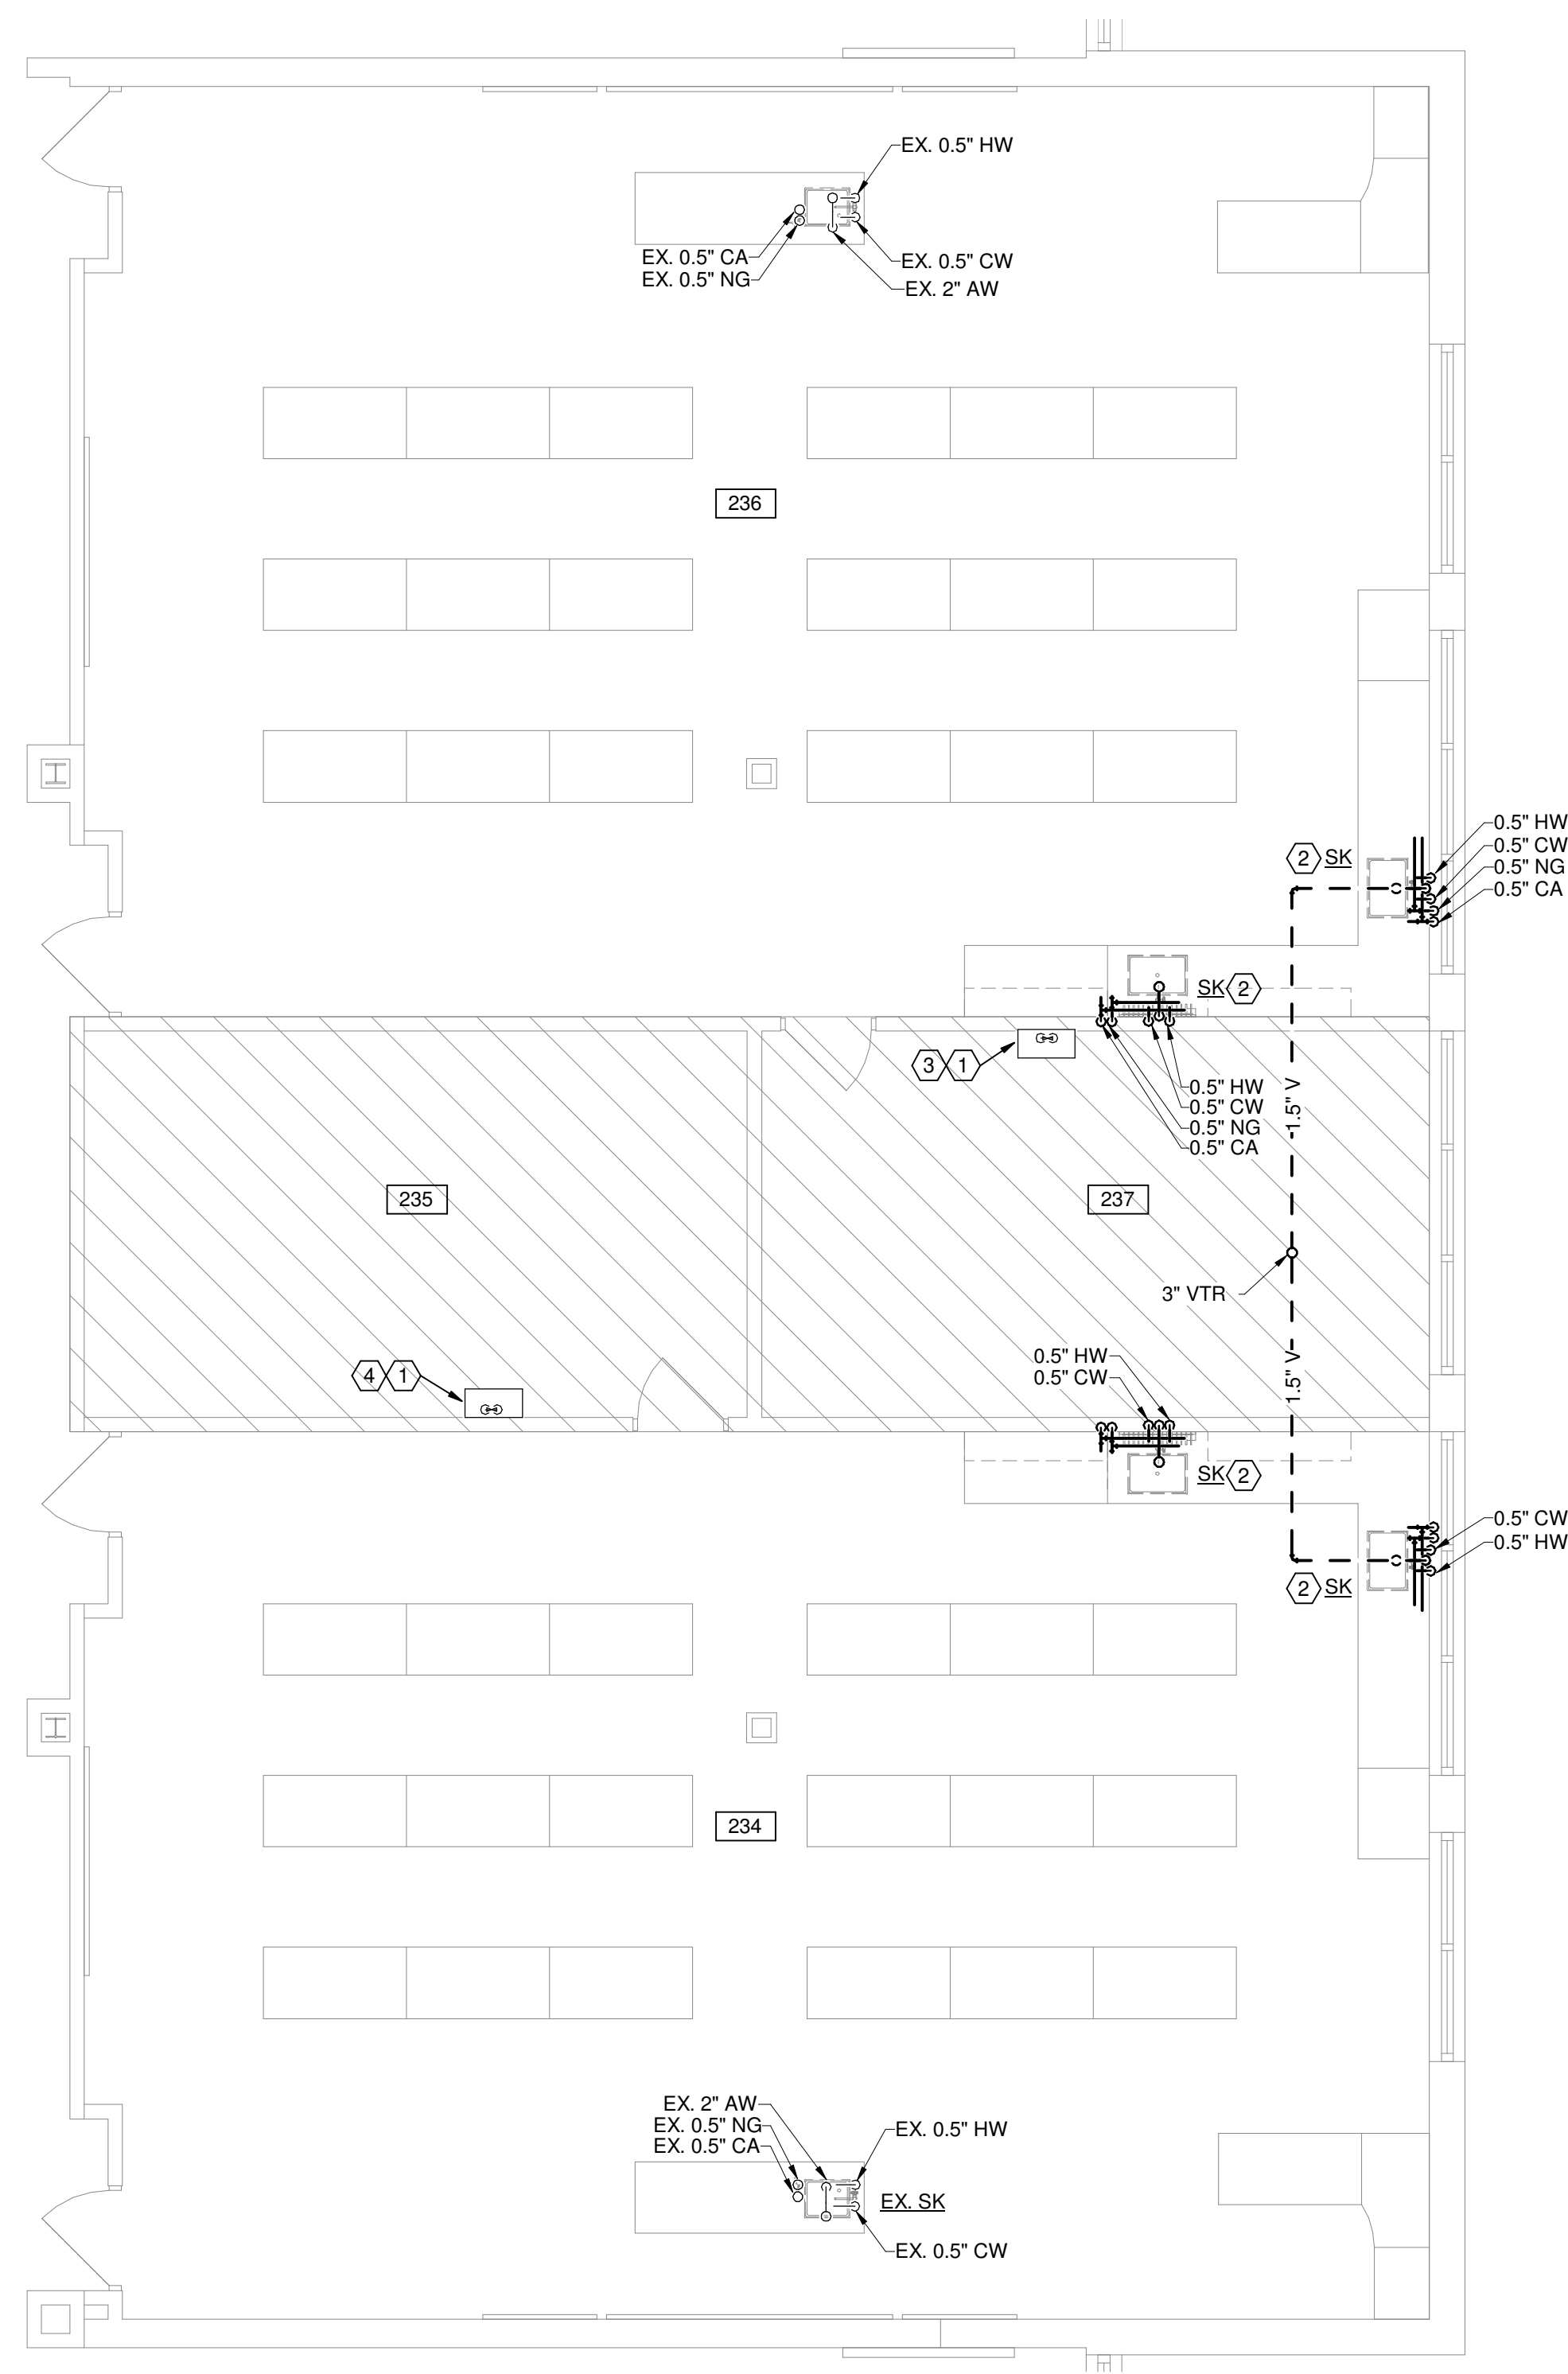 EX. 0.5" HW
EX. 0.5" CA
EX. 0.5" NG
EX. 0.5" CW
EX. 2" AW
236
0.5" HW
0.5" CW
0.5" NG
0.5" CA
2 SK
SK 2
3 1
0.5" HW
0.5" CW
0.5" NG
0.5" CA
1.5" V
235
237
3" VTR
0.5" HW
0.5" CW
1.5" V
4 1
SK 2
0.5" CW
0.5" HW
2 SK
234
EX. 2" AW
EX. 0.5" NG
EX. 0.5" CA
EX. 0.5" HW
EX. SK
EX. 0.5" CW